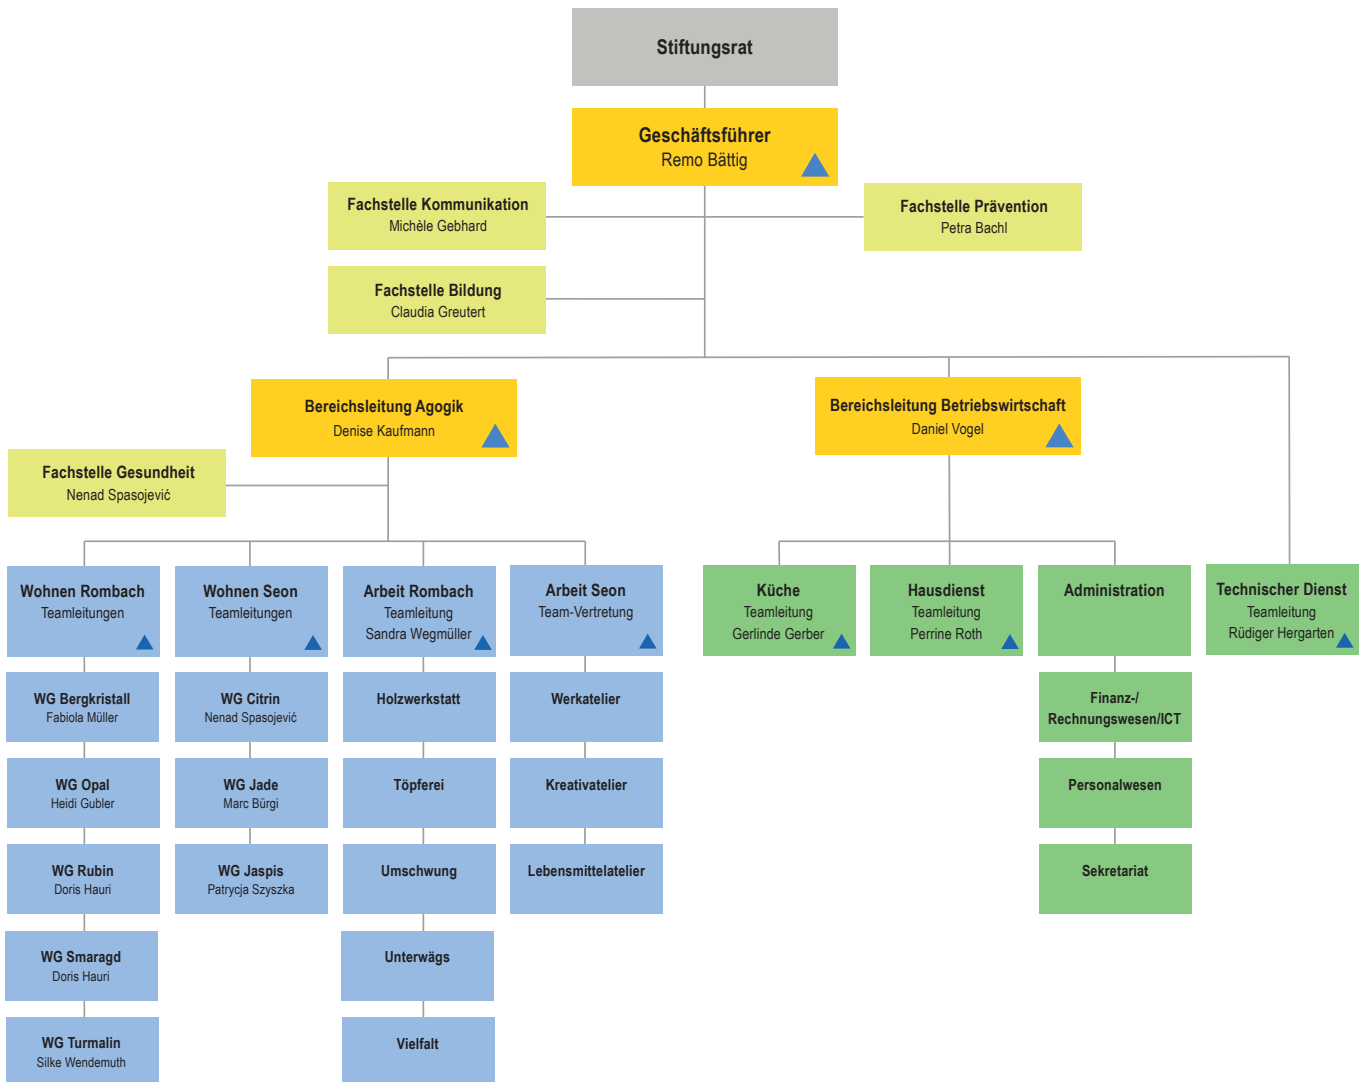 Stiftungsrat
Geschäftsführer
Remo Bättig
Fachstelle Kommunikation
Michèle Gebhard
Fachstelle Prävention
Petra Bachl
Fachstelle Bildung
Claudia Greutert
Bereichsleitung Agogik
Denise Kaufmann
Bereichsleitung Betriebswirtschaft
Daniel Vogel
Fachstelle Gesundheit
Nenad Spasojević
Wohnen Rombach
Teamleitungen
WG Bergkristall
Fabiola Müller
WG Opal
Heidi Gubler
WG Rubin
Doris Hauri
WG Smaragd
Doris Hauri
WG Turmalin
Silke Wendemuth
Wohnen Seon
Teamleitungen
WG Citrin
Nenad Spasojević
WG Jade
Marc Bürgi
WG Jaspis
Patrycja Szyszka
Arbeit Rombach
Teamleitung
Sandra Wegmüller
Holzwerkstatt
Töpferei
Umschwung
Unterwägs
Vielfalt
Arbeit Seon
Team-Vertretung
Werkatelier
Kreativatelier
Lebensmittelatelier
Küche
Teamleitung
Gerlinde Gerber
Hausdienst
Teamleitung
Perrine Roth
Administration
Finanz-/
Rechnungswesen/ICT
Personalwesen
Sekretariat
Technischer Dienst
Teamleitung
Rüdiger Hergarten